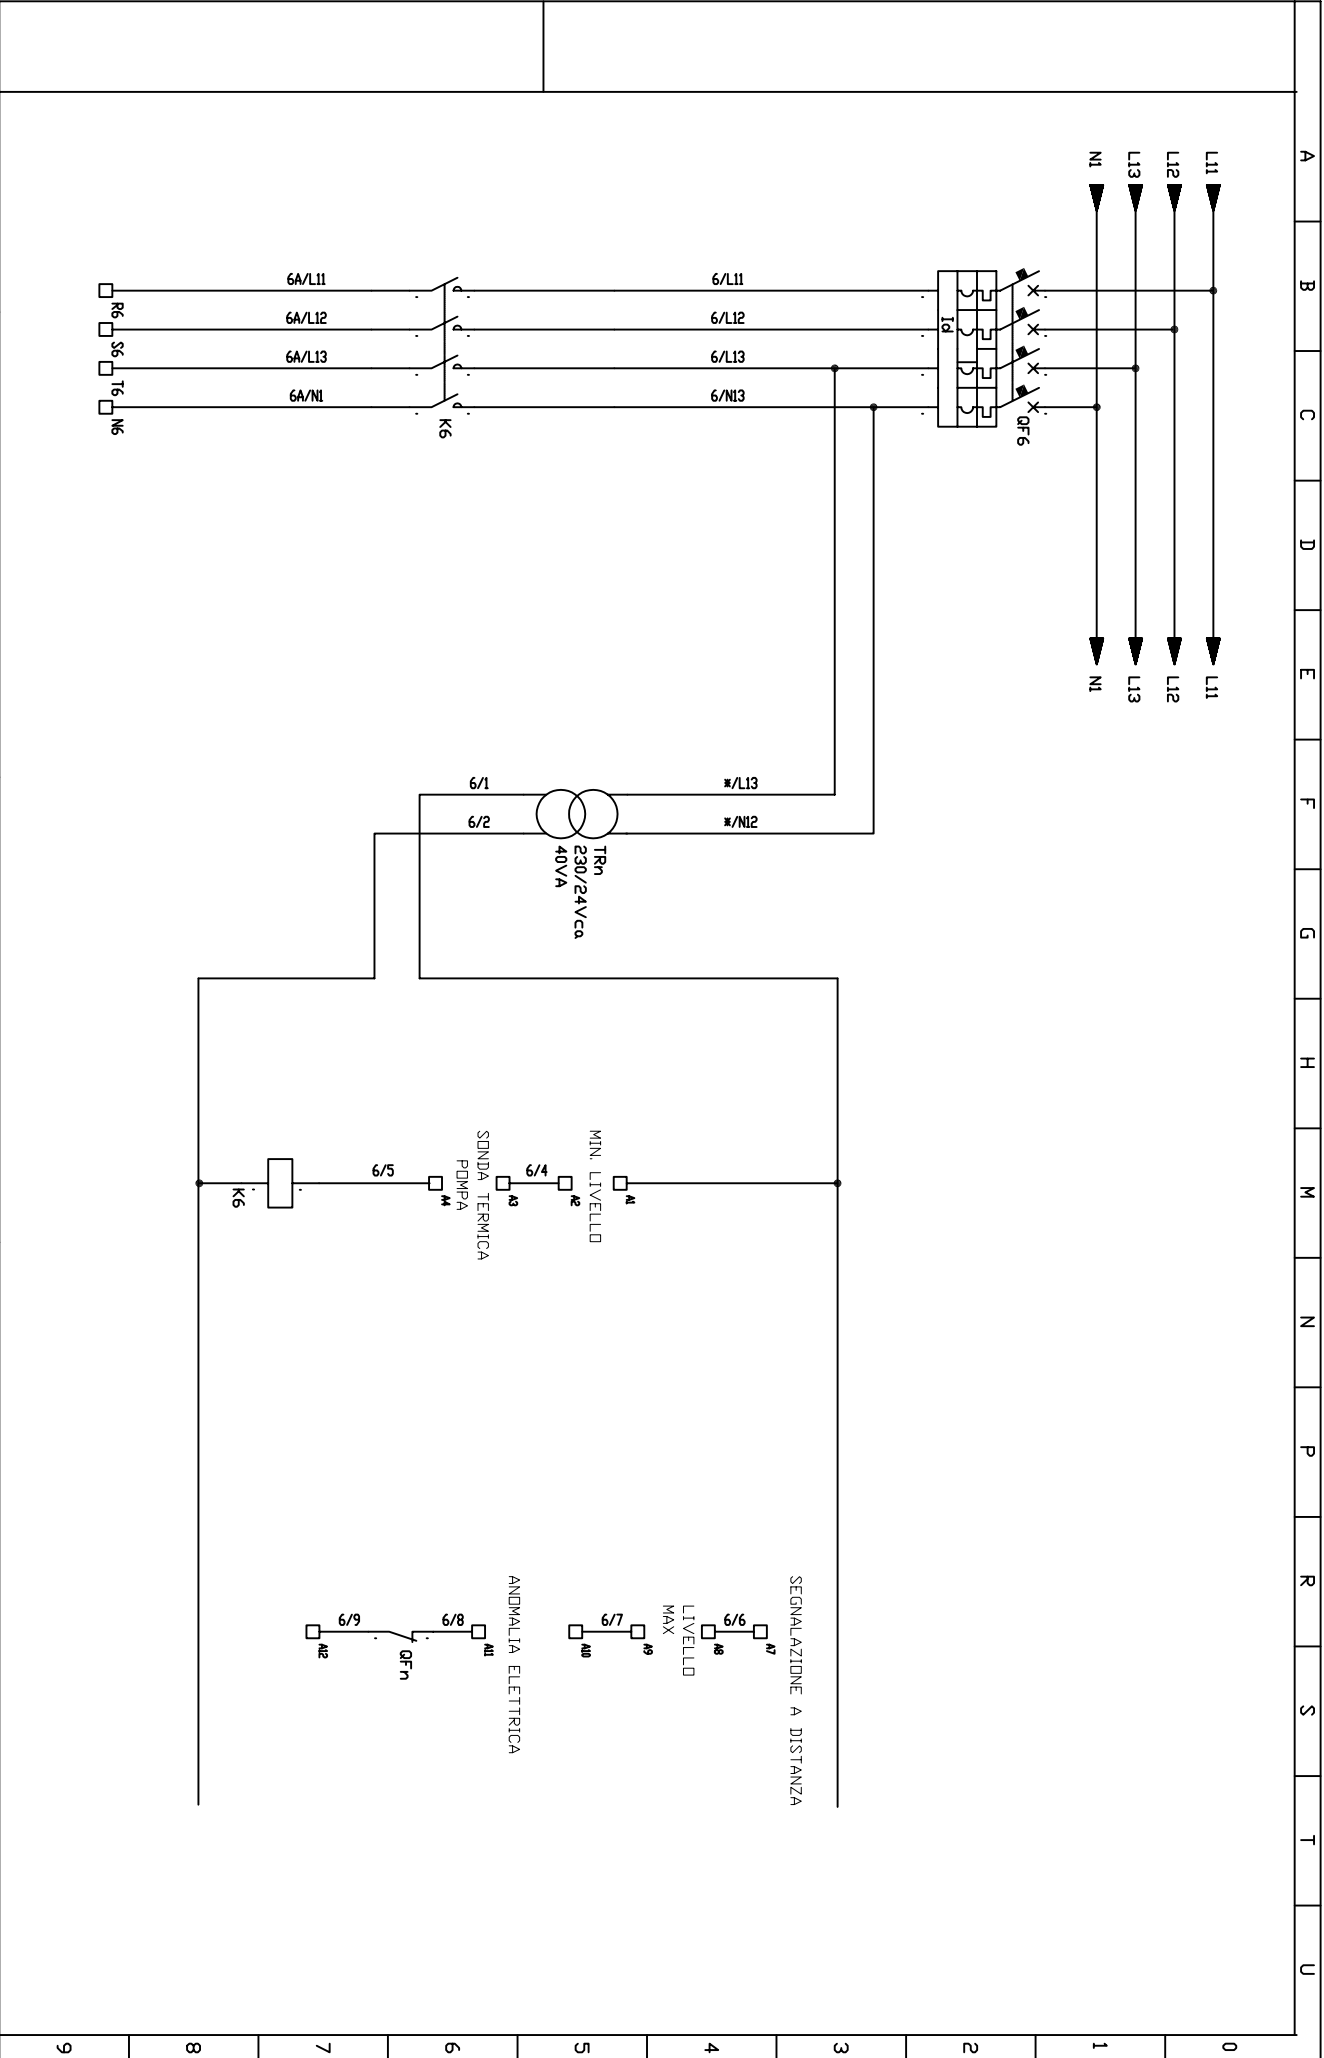 A
B
C
D
E
F
G
H
M
N
P
R
S
T
U
0
1
2
3
4
5
6
7
8
9
L11
L12
L13
N1
L11
L12
L13
N1
QF6
Id
6/L11
6/L12
6/L13
6/N13
K6
6A/L11
6A/L12
6A/L13
6A/N1
R6
S6
T6
N6
*/L13
*/N12
TRn
230/24Vca
40VA
6/1
6/2
A1
MIN. LIVELLO
A2
6/4
A3
SONDA TERMICA
POMPA
A4
6/5
K6
SEGNALAZIONE A DISTANZA
A7
6/6
A8
LIVELLO
MAX
A9
6/7
A10
ANOMALIA ELETTRICA
A11
6/8
QFn
6/9
A12